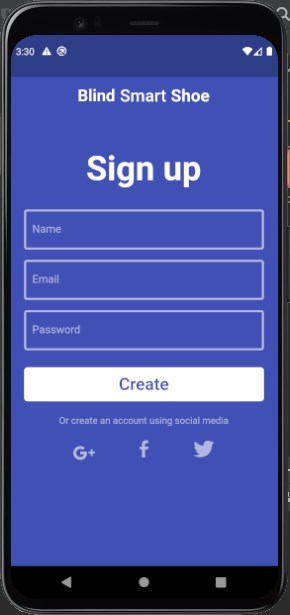 3:30
Blind Smart Shoe
Sign up
Name
Email
Password
Create
Or create an account using social media
G+
f